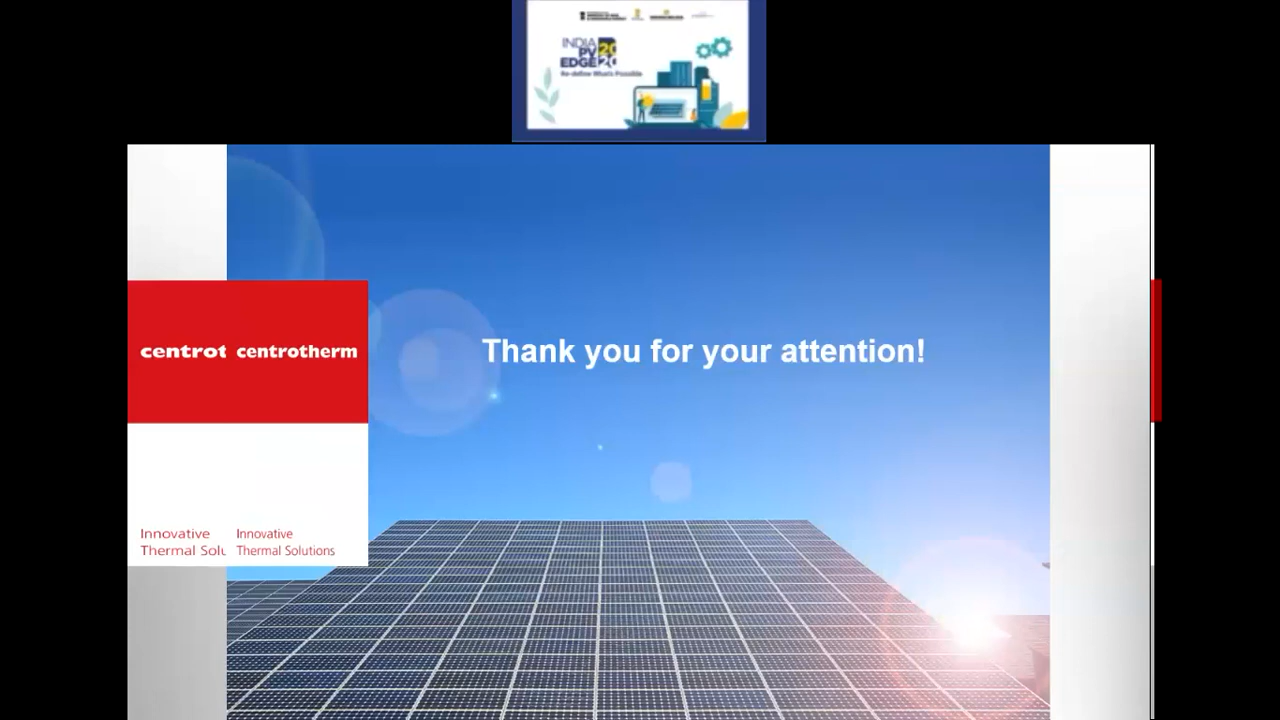 INDIA
PV 20
EDGE 20
Re-define What's Possible
centrot centrotherm
Thank you for your attention!
Innovative Innovative
Thermal Solu Thermal Solutions